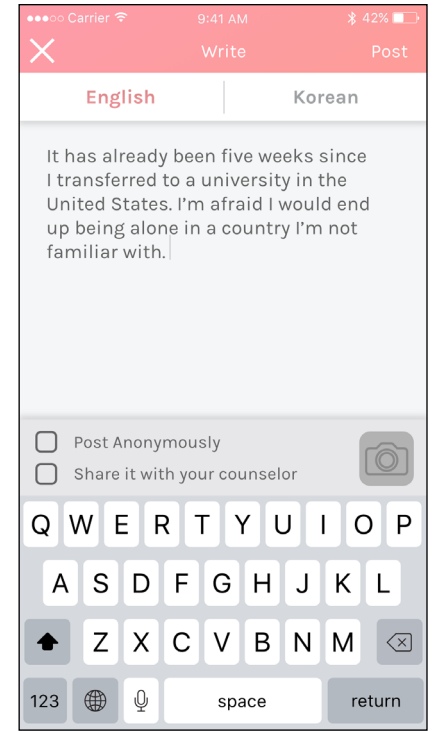 Carrier 9:41 AM 42%
Write Post
English Korean
It has already been five weeks since
I transferred to a university in the
United States. I’m afraid I would end
up being alone in a country I’m not
familiar with.
Post Anonymously
Share it with your counselor
Q W E R T Y U I O P
A S D F G H J K L
Z X C V B N M
123 space return